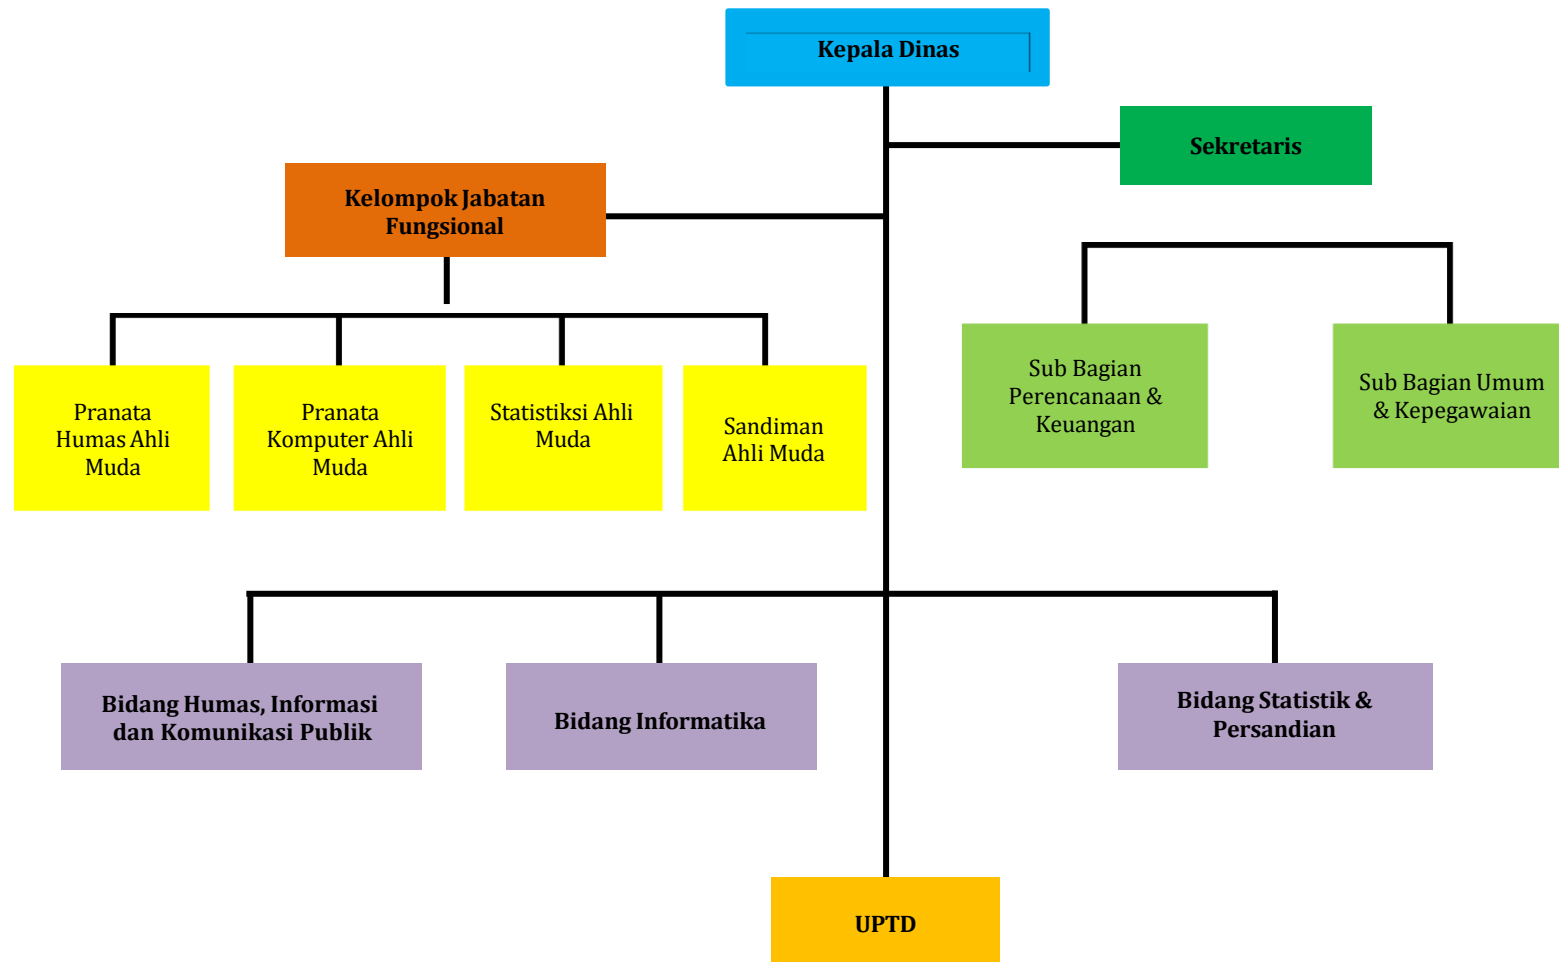 Kepala Dinas
Sekretaris
Kelompok Jabatan
Fungsional
Pranata
Humas Ahli
Muda
Pranata
Komputer Ahli
Muda
Statistiksi Ahli
Muda
Sandiman
Ahli Muda
Sub Bagian
Perencanaan &
Keuangan
Sub Bagian Umum
& Kepegawaian
Bidang Humas, Informasi
dan Komunikasi Publik
Bidang Informatika
Bidang Statistik &
Persandian
UPTD